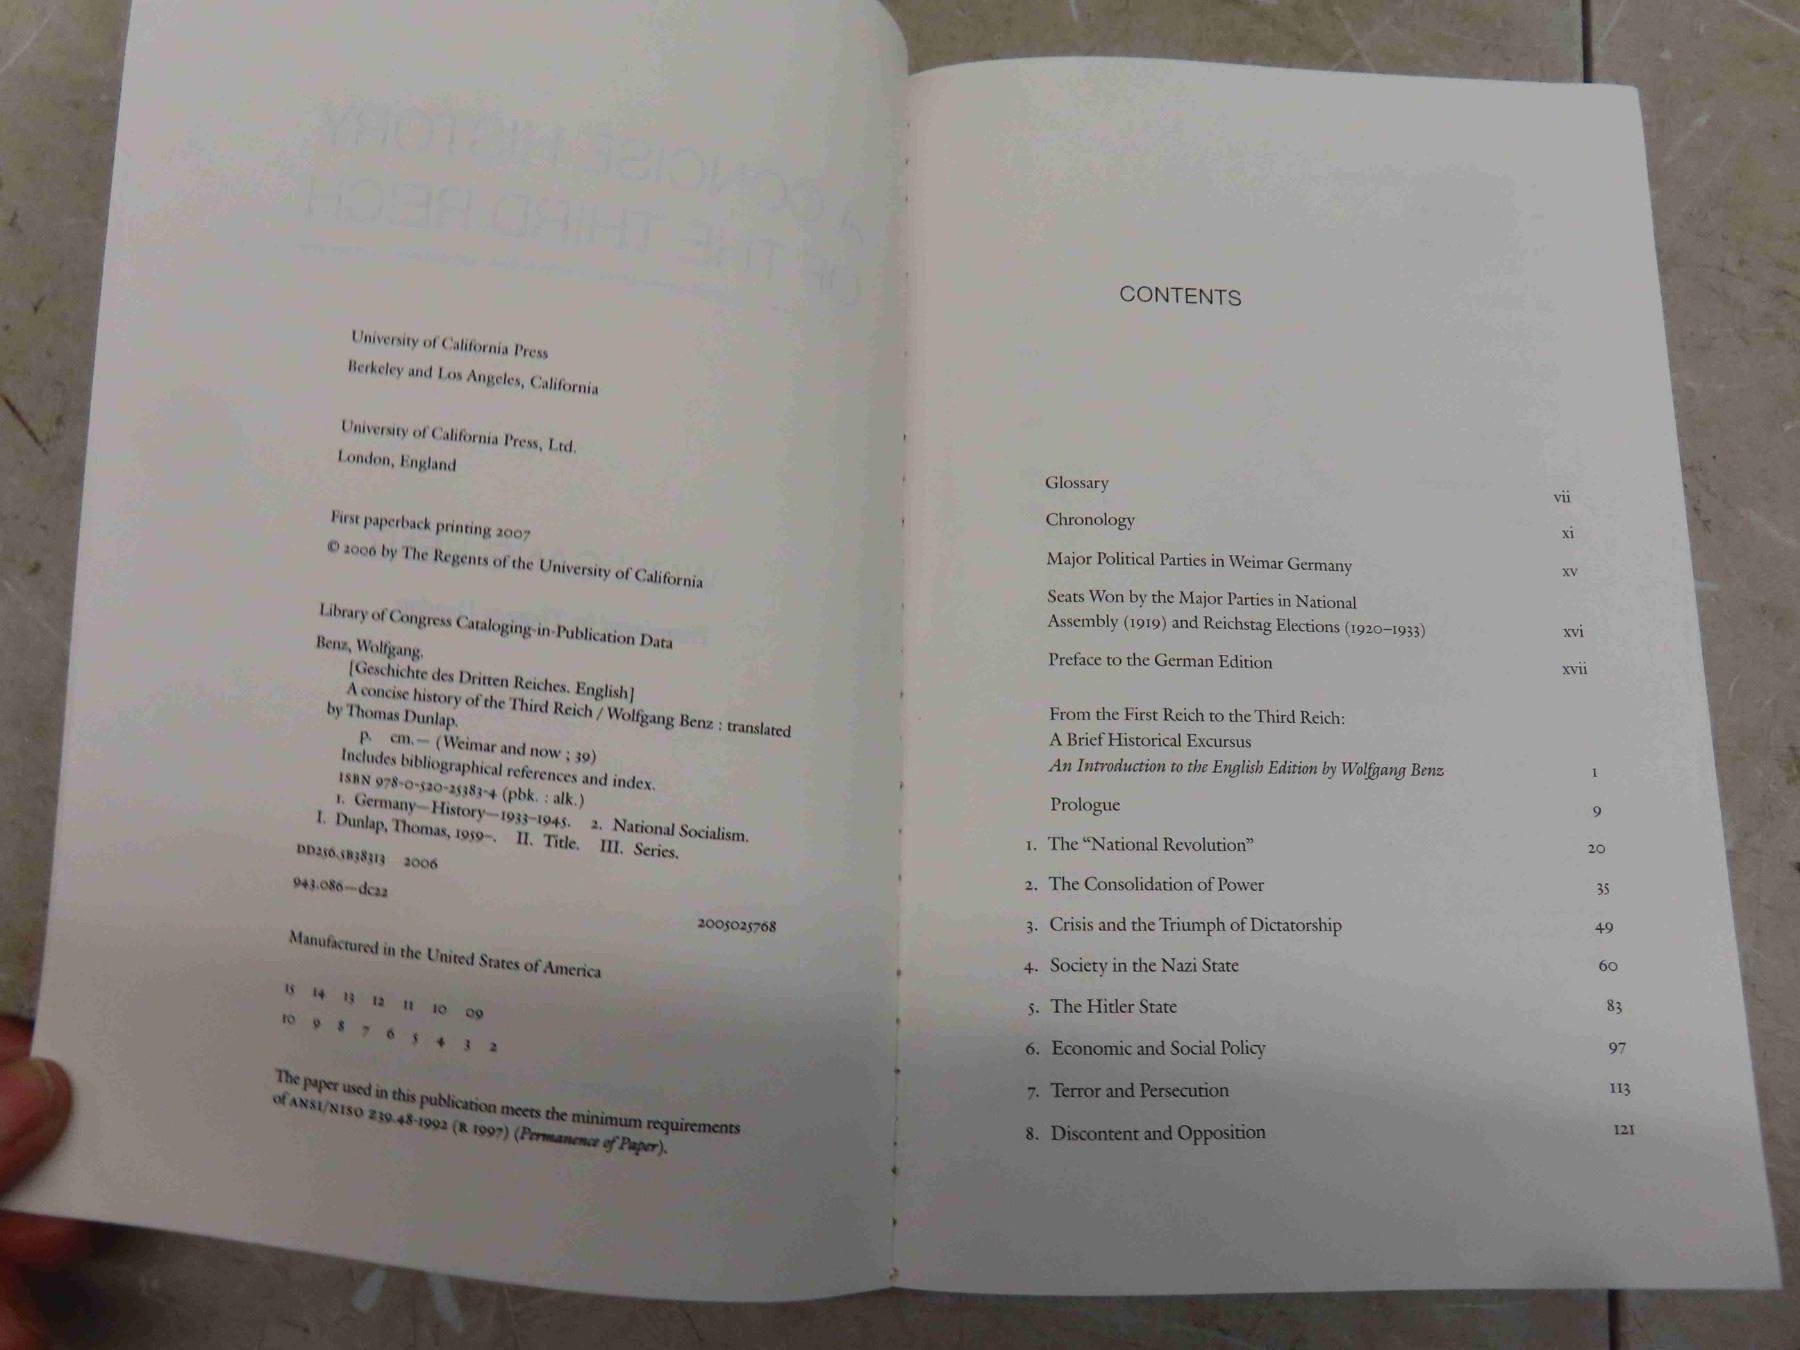 University of California Press
Berkeley and Los Angeles, California
University of California Press, Ltd.
London, England
First paperback printing 2007
© 2006 by The Regents of the University of California
Library of Congress Cataloging-in-Publication Data
Benz, Wolfgang.
[Geschichte des Dritten Reiches. English]
A concise history of the Third Reich / Wolfgang Benz : translated
by Thomas Dunlap.
p. cm.— (Weimar and now ; 39)
Includes bibliographical references and index.
ISBN 978-0-520-25383-4 (pbk. : alk.)
1. Germany—History—1933–1945. 2. National Socialism.
I. Dunlap, Thomas, 1959–. II. Title. III. Series.
DD256.5B38313 2006
943.086—dc22
2005025768
Manufactured in the United States of America
15 14 13 12 11 10 09
10 9 8 7 6 5 4 3 2
The paper used in this publication meets the minimum requirements
of ANSI/NISO Z39.48-1992 (R 1997) (Permanence of Paper).
CONTENTS
Glossary vii
Chronology xi
Major Political Parties in Weimar Germany xv
Seats Won by the Major Parties in National
Assembly (1919) and Reichstag Elections (1920–1933) xvi
Preface to the German Edition xvii
From the First Reich to the Third Reich:
A Brief Historical Excursus
An Introduction to the English Edition by Wolfgang Benz 1
Prologue 9
1. The “National Revolution” 20
2. The Consolidation of Power 35
3. Crisis and the Triumph of Dictatorship 49
4. Society in the Nazi State 60
5. The Hitler State 83
6. Economic and Social Policy 97
7. Terror and Persecution 113
8. Discontent and Opposition 121